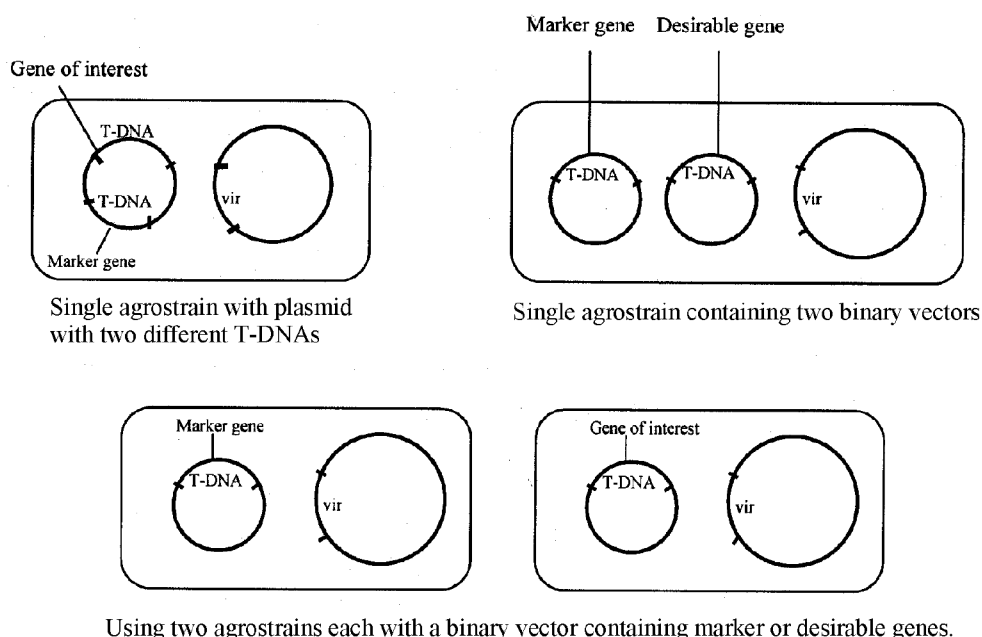 Marker gene Desirable gene
Gene of interest
T-DNA
T-DNA
vir
Marker gene
T-DNA
T-DNA
vir
Single agrostrain with plasmid
with two different T-DNAs
Single agrostrain containing two binary vectors
Marker gene
T-DNA
vir
Gene of interest
T-DNA
vir
Using two agrostrains each with a binary vector containing marker or desirable genes.